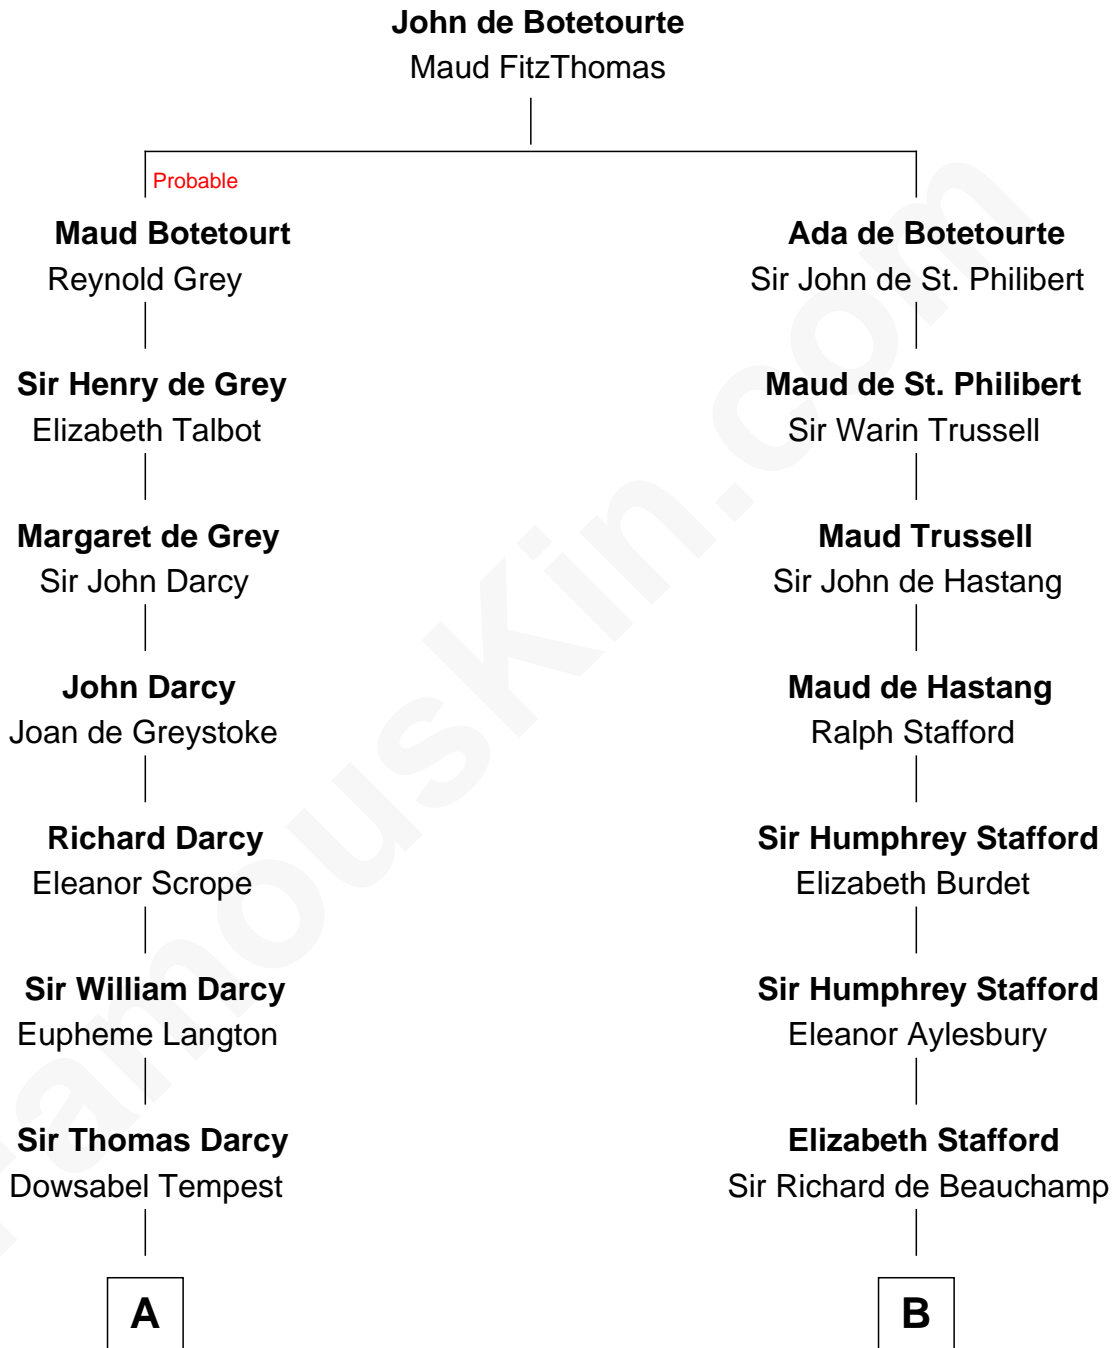 John de Botetourte
Maud FitzThomas
Probable
Maud Botetourt
Reynold Grey
Ada de Botetourte
Sir John de St. Philibert
Sir Henry de Grey
Elizabeth Talbot
Maud de St. Philibert
Sir Warin Trussell
Margaret de Grey
Sir John Darcy
Maud Trussell
Sir John de Hastang
John Darcy
Joan de Greystoke
Maud de Hastang
Ralph Stafford
Richard Darcy
Eleanor Scrope
Sir Humphrey Stafford
Elizabeth Burdet
Sir William Darcy
Eupheme Langton
Sir Humphrey Stafford
Eleanor Aylesbury
Sir Thomas Darcy
Dowsabel Tempest
Elizabeth Stafford
Sir Richard de Beauchamp
A
B
FamousKin.com